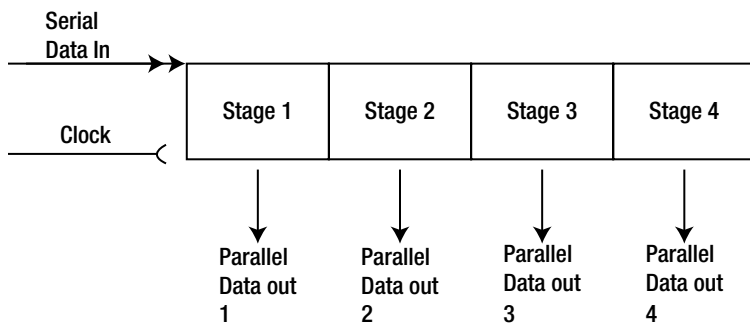 Serial
Data In
Clock
Stage 1
Stage 2
Stage 3
Stage 4
Parallel
Data out
1
Parallel
Data out
2
Parallel
Data out
3
Parallel
Data out
4